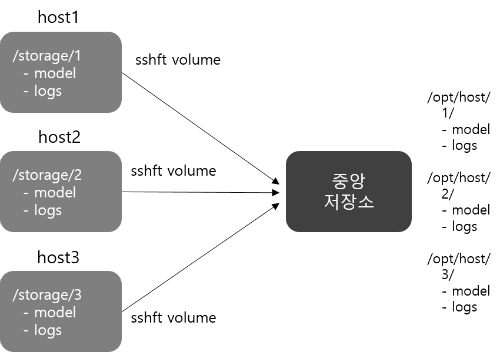 host1
/storage/1
- model
- logs
sshft volume
host2
/storage/2
- model
- logs
sshft volume
host3
/storage/3
- model
- logs
sshft volume
중앙
저장소
/opt/host/
1/
- model
- logs
/opt/host/
2/
- model
- logs
/opt/host/
3/
- model
- logs